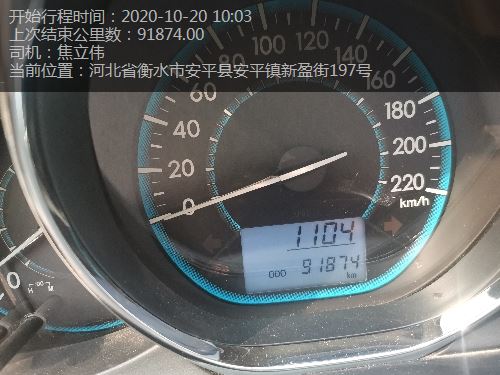 开始行程时间：2020-10-20 10:03
上次结束公里数：91874.00
司机：焦立伟
当前位置：河北省衡水市安平县安平镇新盈街197号
0
20
40
60
80
120
140
160
180
200
220
km/h
1104
ODO 91874
km
0
H
M